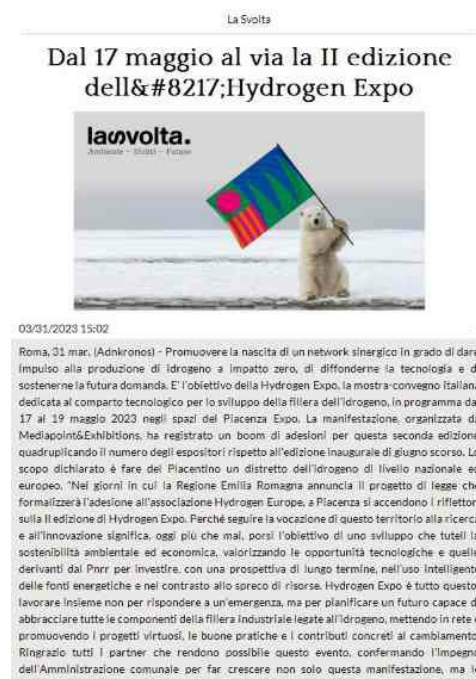 La Svolta
Dal 17 maggio al via la II edizione
dell&#8217;Hydrogen Expo
lasvolta.
Ambiente - Diritti - Futuro
03/31/2023 15:02
Roma, 31 mar. (Adnkronos) - Promuovere la nascita di un network sinergico in grado di dare
impulso alla produzione di idrogeno a impatto zero, di diffonderne la tecnologia e di
sostenerne la futura domanda. E' l'obiettivo della Hydrogen Expo, la mostra-convegno italiana
dedicata al comparto tecnologico per lo sviluppo della filiera dell'idrogeno, in programma dal
17 al 19 maggio 2023 negli spazi del Piacenza Expo. La manifestazione, organizzata da
Mediapoint&Exhibitions, ha registrato un boom di adesioni per questa seconda edizione
quadruplicando il numero degli espositori rispetto all'edizione inaugurale di giugno scorso. Lo
scopo dichiarato è fare del Piacentino un distretto dell'idrogeno di livello nazionale ed
europeo. "Nei giorni in cui la Regione Emilia Romagna annuncia il progetto di legge che
formalizzerà l'adesione all'associazione Hydrogen Europe, a Piacenza si accendono i riflettori
sulla II edizione di Hydrogen Expo. Perché seguire la vocazione di questo territorio alla ricerca
e all'innovazione significa, oggi più che mai, porsi l'obiettivo di uno sviluppo che tuteli la
sostenibilità ambientale ed economica, valorizzando le opportunità tecnologiche e quelle
derivanti dal Pnrr per investire, con una prospettiva di lungo termine, nell'uso intelligente
delle fonti energetiche e nel contrasto allo spreco di risorse. Hydrogen Expo è tutto questo:
lavorare insieme non per rispondere a un'emergenza, ma per planificare un futuro capace di
abbracciare tutte le componenti della filiera industriale legate all'idrogeno, mettendo in rete e
promuovendo i progetti virtuosi, le buone pratiche e i contributi concreti al cambiamento.
Ringrazio tutti i partner che rendono possibile questo evento, confermando l'impegno
dell'Amministrazione comunale per far crescere non solo questa manifestazione, ma le